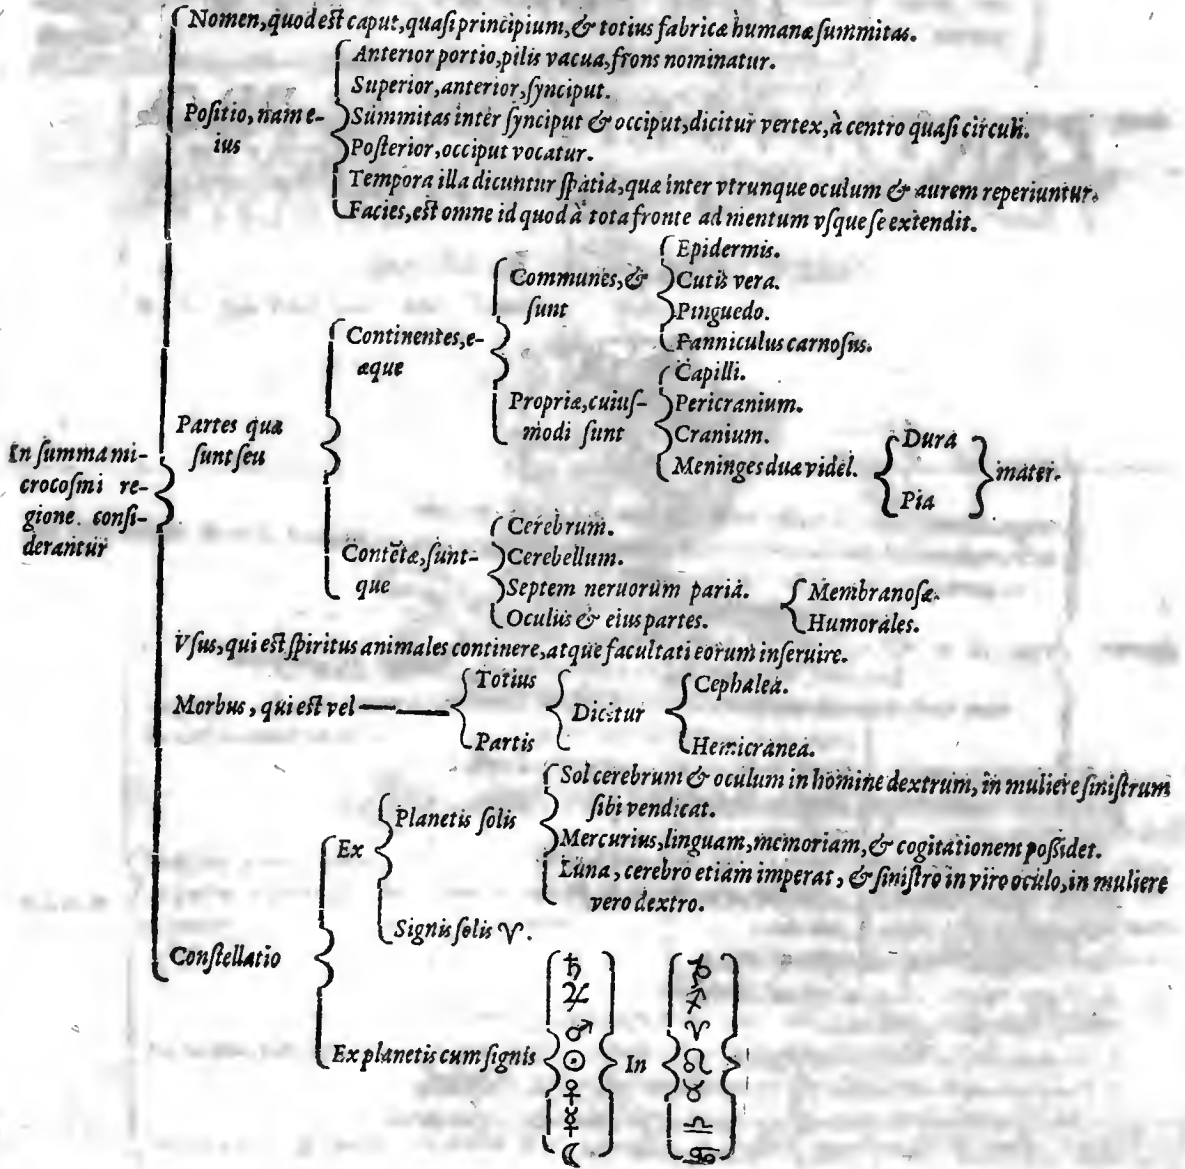 Nomen, quod eſt caput, quaſi principium, & totius fabricæ humanæ ſummitas.
Poſitio, nam e-
ius
Anterior portio, pilis vacua, frons nominatur.
Superior, anterior, ſynciput.
Summitas inter ſynciput & occiput, dicitur vertex, à centro quaſi circuli.
Poſterior, occiput vocatur.
Tempora illa dicuntur ſpatia, quæ inter vtrunque oculum & aurem reperiuntur.
Facies, eſt omne id quod à tota fronte ad mentum vſque ſe extendit.
In ſumma mi-
crocoſmi re-
gione conſi-
derantur
Partes quæ
ſunt ſeu
Continentes, e-
æque
Communes, &
ſunt
Epidermis.
Cutis vera.
Pinguedo.
Panniculus carnoſus.
Propriæ, cuiuſ-
modi ſunt
Capilli.
Pericranium.
Cranium.
Meninges duæ videl.
Dura
Pia
mater.
Contētæ, ſunt-
que
Cerebrum.
Cerebellum.
Septem neruorum paria.
Oculus & eius partes.
Membranoſæ.
Humorales.
Vſus, qui eſt ſpiritus animales continere, atque facultati eorum inſeruire.
Morbus, qui eſt vel
Totius
Partis
Dicitur
Cephalea.
Hemicranea.
Conſtellatio
Ex
Planetis ſolis
Sol cerebrum & oculum in homine dextrum, in muliere ſiniſtrum
ſibi vendicat.
Mercurius, linguam, memoriam, & cogitationem poſſidet.
Luna, cerebro etiam imperat, & ſiniſtro in viro oculo, in muliere
vero dextro.
Signis ſolis ♈.
Ex planetis cum ſignis
♄
♃
♂
☉
♀
☿
☾
In
♑
♐
♈
♌
♉
♎
♋